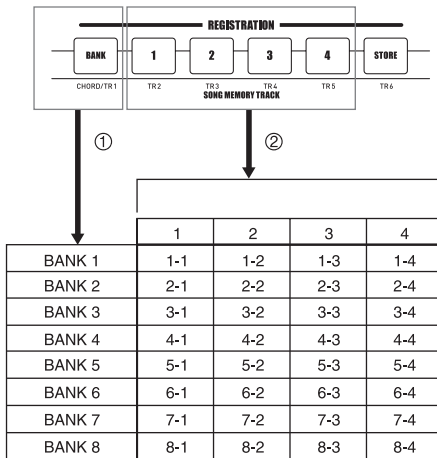 REGISTRATION
BANK 1 2 3 4 STORE
CHORD/TR1 TR2 TR3 TR4 TR5 TR6
SONG MEMORY TRACK
① ②
1 2 3 4
BANK 1 1-1 1-2 1-3 1-4
BANK 2 2-1 2-2 2-3 2-4
BANK 3 3-1 3-2 3-3 3-4
BANK 4 4-1 4-2 4-3 4-4
BANK 5 5-1 5-2 5-3 5-4
BANK 6 6-1 6-2 6-3 6-4
BANK 7 7-1 7-2 7-3 7-4
BANK 8 8-1 8-2 8-3 8-4